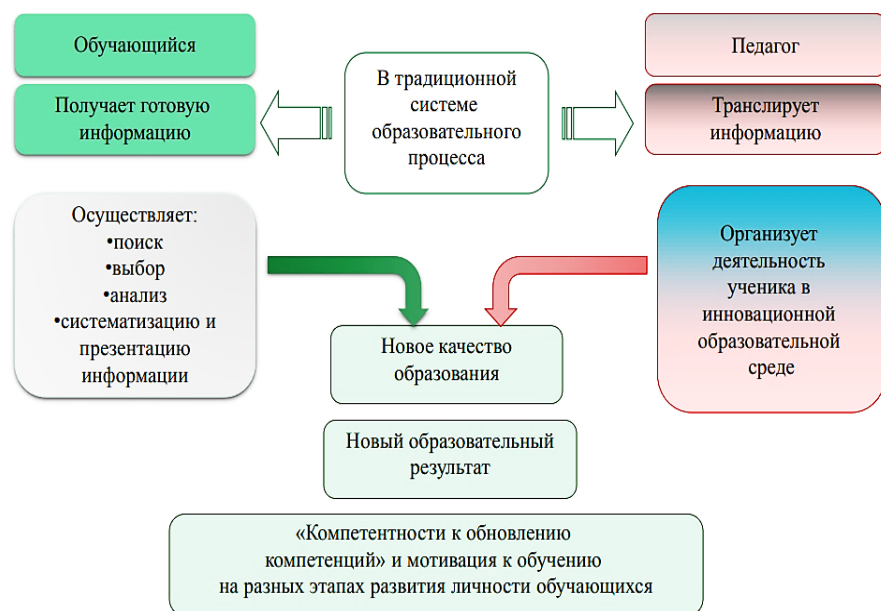 Обучающийся
Получает готовую
информацию
В традиционной
системе
образовательного
процесса
Педагог
Транслирует
информацию
Осуществляет:
•поиск
•выбор
•анализ
•систематизацию и
презентацию
информации
Организует
деятельность
ученика в
инновационной
образовательной
среде
Новое качество
образования
Новый образовательный
результат
«Компетентности к обновлению
компетенций» и мотивация к обучению
на разных этапах развития личности обучающихся